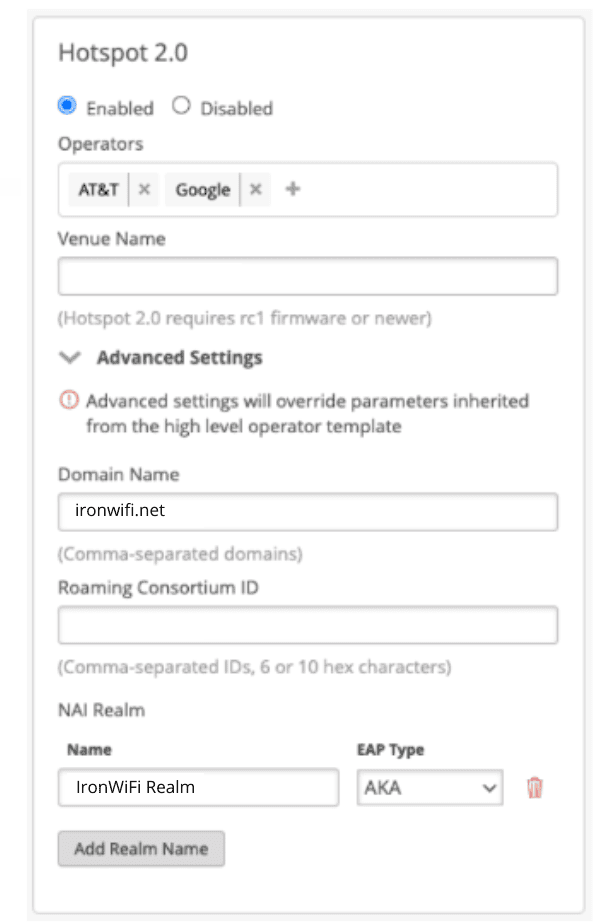 Hotspot 2.0
Enabled Disabled
Operators
AT&T × Google × +
Venue Name
(Hotspot 2.0 requires rc1 firmware or newer)
Advanced Settings
Advanced settings will override parameters inherited
from the high level operator template
Domain Name
ironwifi.net
(Comma-separated domains)
Roaming Consortium ID
(Comma-separated IDs, 6 or 10 hex characters)
NAI Realm
Name EAP Type
IronWiFi Realm AKA
Add Realm Name